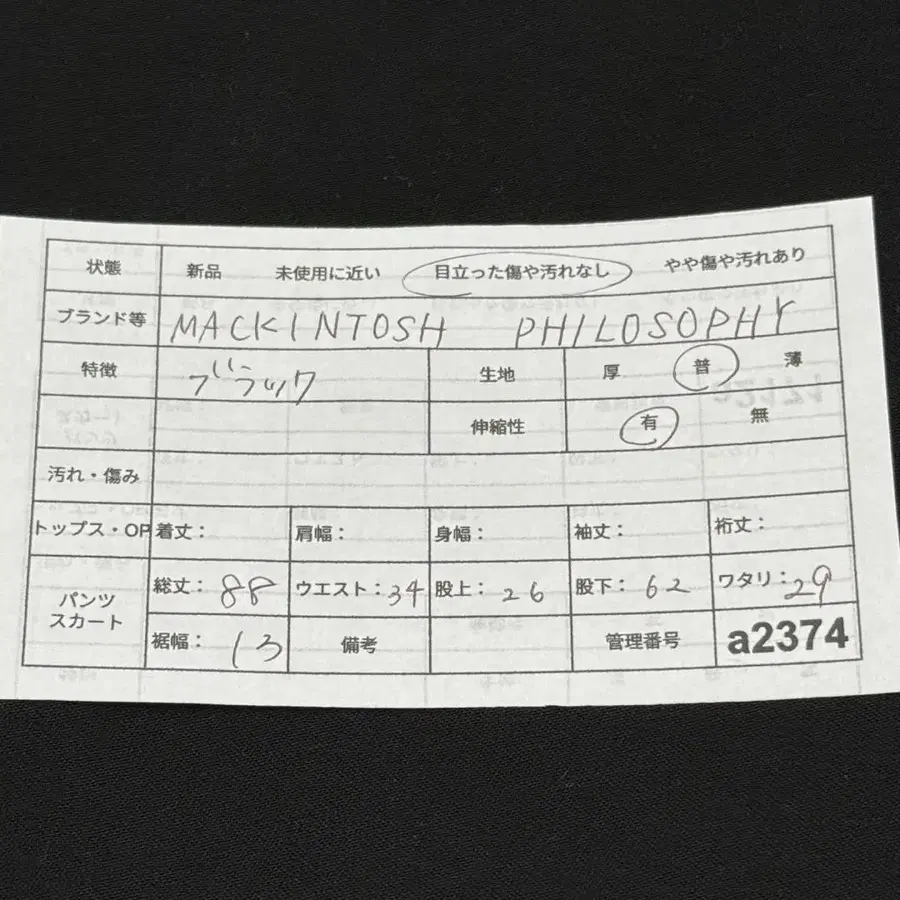 状態 新品 未使用に近い 目立った傷や汚れなし やや傷や汚れあり
ブランド等 MACKINTOSH PHILOSOPHY
特徴 ブラック 生地 厚 普 薄
伸縮性 有 無
汚れ・傷み
トップス・OP 着丈： 肩幅： 身幅： 袖丈： 裄丈：
パンツ スカート 総丈：88 ウエスト：34 股上：26 股下：62 ワタリ：29
裾幅：13 備考 管理番号 a2374